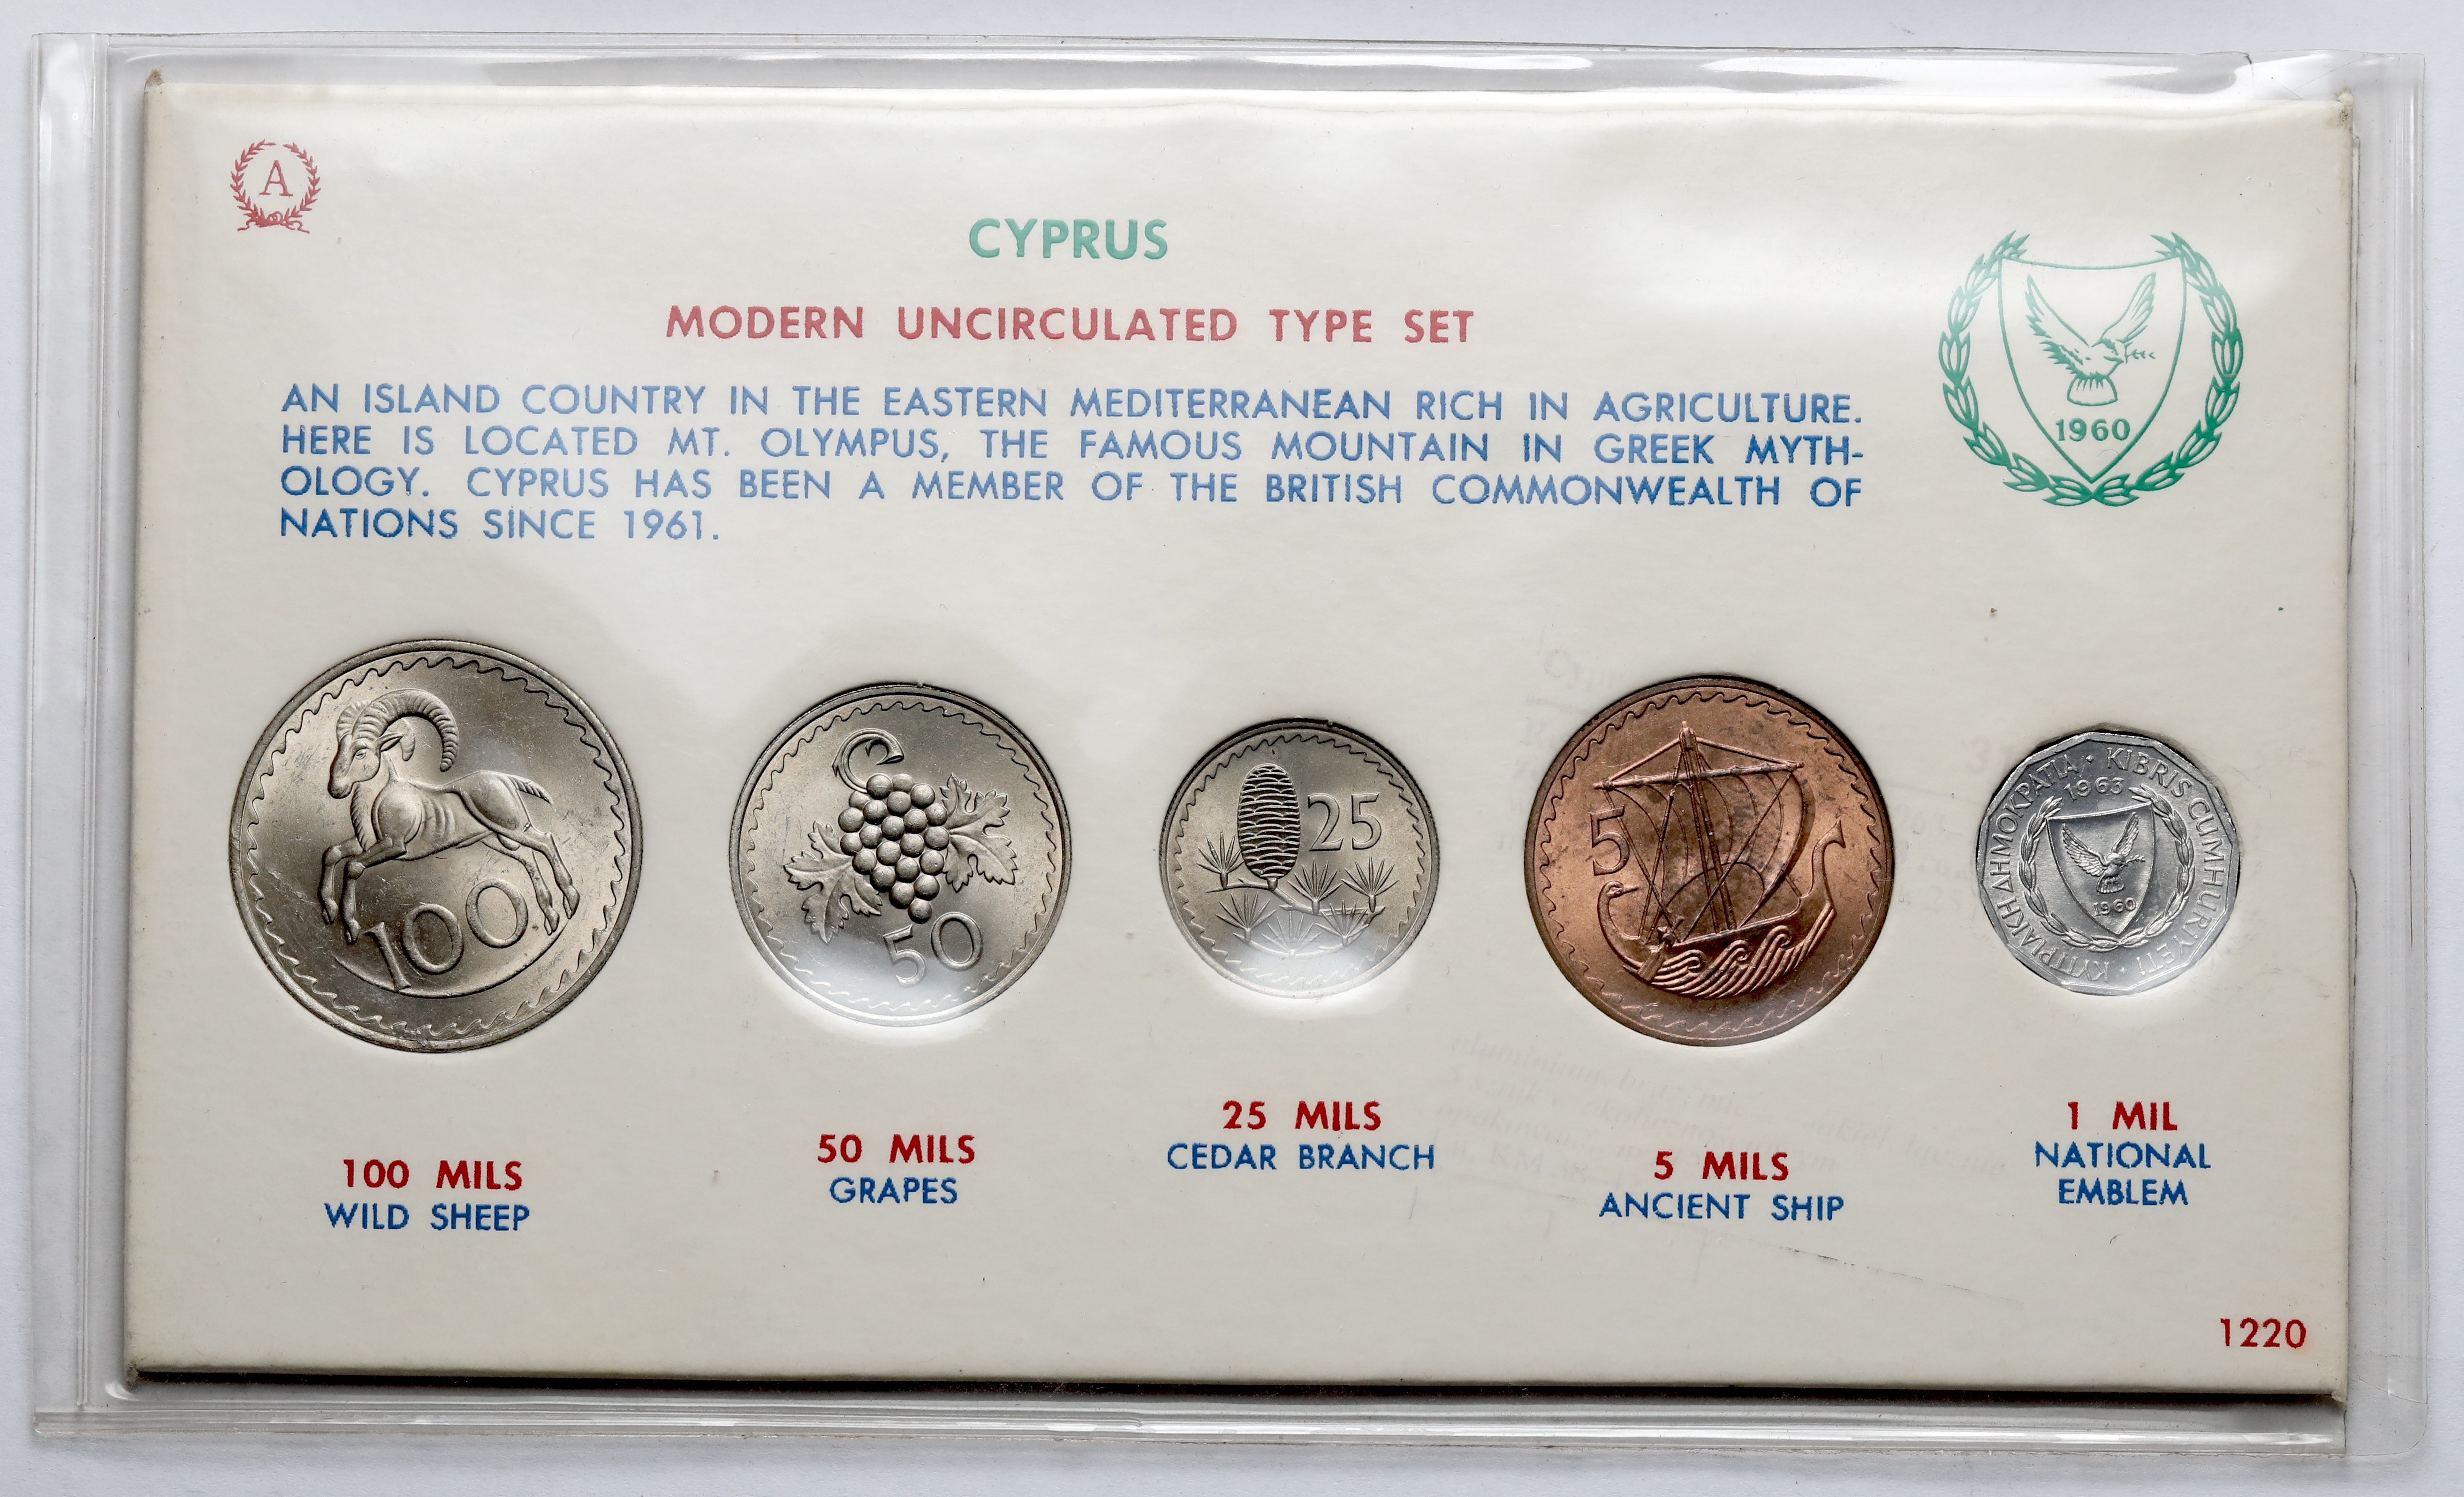 A
CYPRUS
MODERN UNCIRCULATED TYPE SET
AN ISLAND COUNTRY IN THE EASTERN MEDITERRANEAN RICH IN AGRICULTURE.
HERE IS LOCATED MT. OLYMPUS, THE FAMOUS MOUNTAIN IN GREEK MYTH-
OLOGY. CYPRUS HAS BEEN A MEMBER OF THE BRITISH COMMONWEALTH OF
NATIONS SINCE 1961.
1960
100
50
25
5
ΚΥΠΡΙΑΚΗ ΔΗΜΟΚΡΑΤΙΑ · KIBRIS CUMHURİYETİ ·
1963
1960
100 MILS
WILD SHEEP
50 MILS
GRAPES
25 MILS
CEDAR BRANCH
5 MILS
ANCIENT SHIP
1 MIL
NATIONAL
EMBLEM
1220